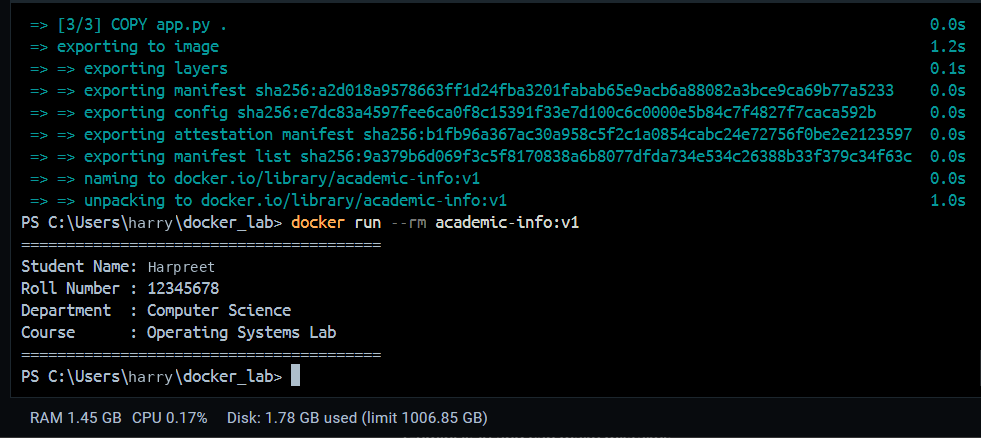 => [3/3] COPY app.py . 0.0s
=> exporting to image 1.2s
=> => exporting layers 0.1s
=> => exporting manifest sha256:a2d018a9578663ff1d24fba3201fabab65e9acb6a88082a3bce9ca69b77a5233 0.0s
=> => exporting config sha256:e7dc83a4597fee6ca0f8c15391f33e7d100c6c0000e5b84c7f4827f7caca592b 0.0s
=> => exporting attestation manifest sha256:b1fb96a367ac30a958c5f2c1a0854cabc24e72756f0be2e2123597 0.0s
=> => exporting manifest list sha256:9a379b6d069f3c5f8170838a6b8077dfda734e534c26388b33f379c34f63c 0.0s
=> => naming to docker.io/library/academic-info:v1 0.0s
=> => unpacking to docker.io/library/academic-info:v1 1.0s
PS C:\Users\harry\docker_lab> docker run --rm academic-info:v1
========================================
Student Name: Harpreet
Roll Number : 12345678
Department  : Computer Science
Course      : Operating Systems Lab
========================================
PS C:\Users\harry\docker_lab>
RAM 1.45 GB CPU 0.17% Disk: 1.78 GB used (limit 1006.85 GB)